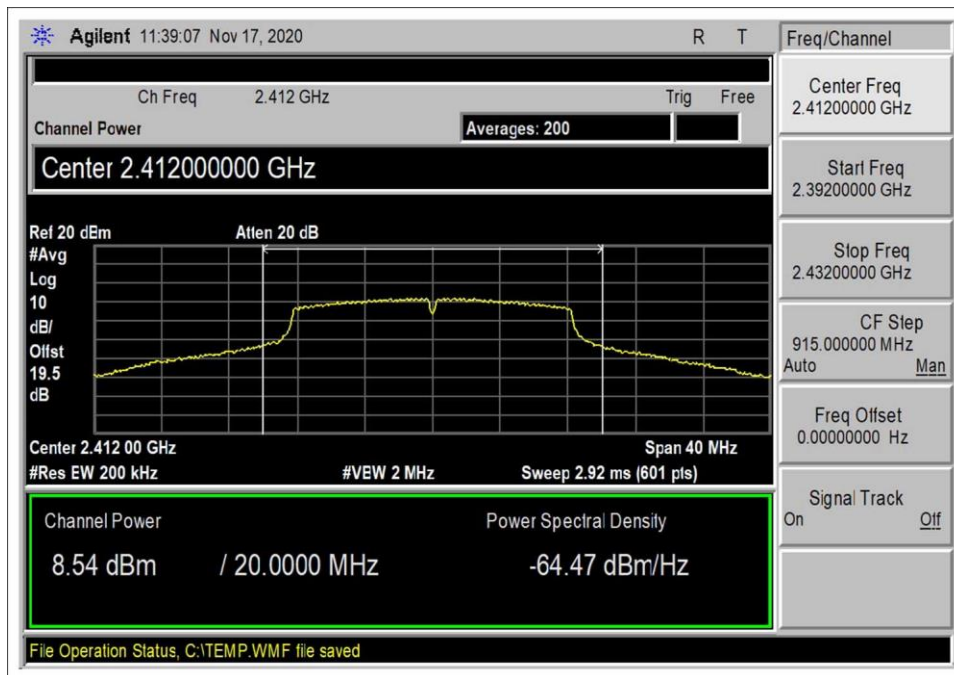 Agilent 11:39:07 Nov 17, 2020 R T
Freq/Channel
Ch Freq 2.412 GHz Trig Free
Channel Power
Averages: 200
Center 2.412000000 GHz
Ref 20 dBm Atten 20 dB
#Avg
Log
10
dB/
Offst
19.5
dB
Center 2.412 00 GHz Span 40 MHz
#Res EW 200 kHz #VEW 2 MHz Sweep 2.92 ms (601 pts)
Channel Power Power Spectral Density
8.54 dBm / 20.0000 MHz -64.47 dBm/Hz
File Operation Status, C:\TEMP.WMF file saved
Center Freq
2.41200000 GHz
Start Freq
2.39200000 GHz
Stop Freq
2.43200000 GHz
CF Step
915.000000 MHz
Auto Man
Freq Offset
0.00000000 Hz
Signal Track
On Off